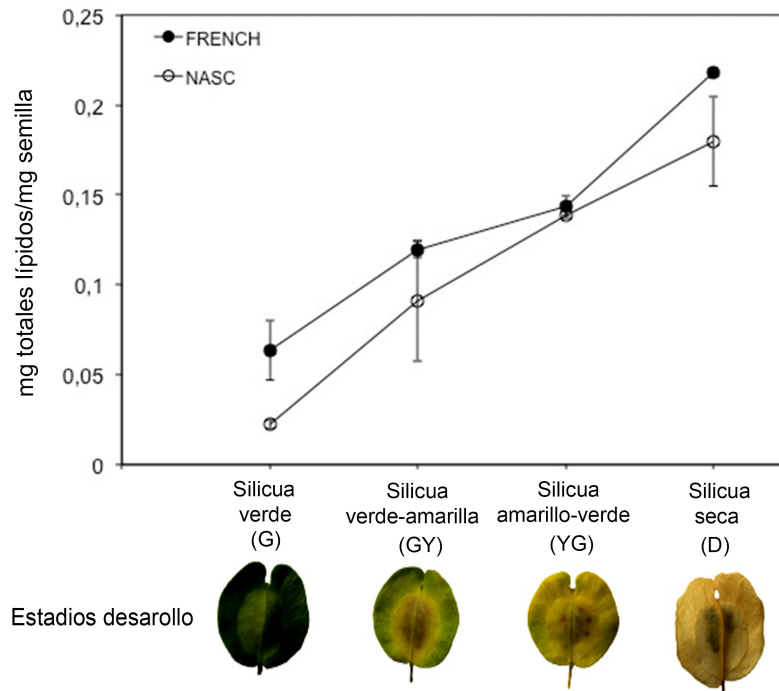 0,25
FRENCH
NASC
0,2
0,15
0,1
0,05
0
mg totales lípidos/mg semilla
Silicua verde (G)
Silicua verde-amarilla (GY)
Silicua amarillo-verde (YG)
Silicua seca (D)
Estadios desarollo